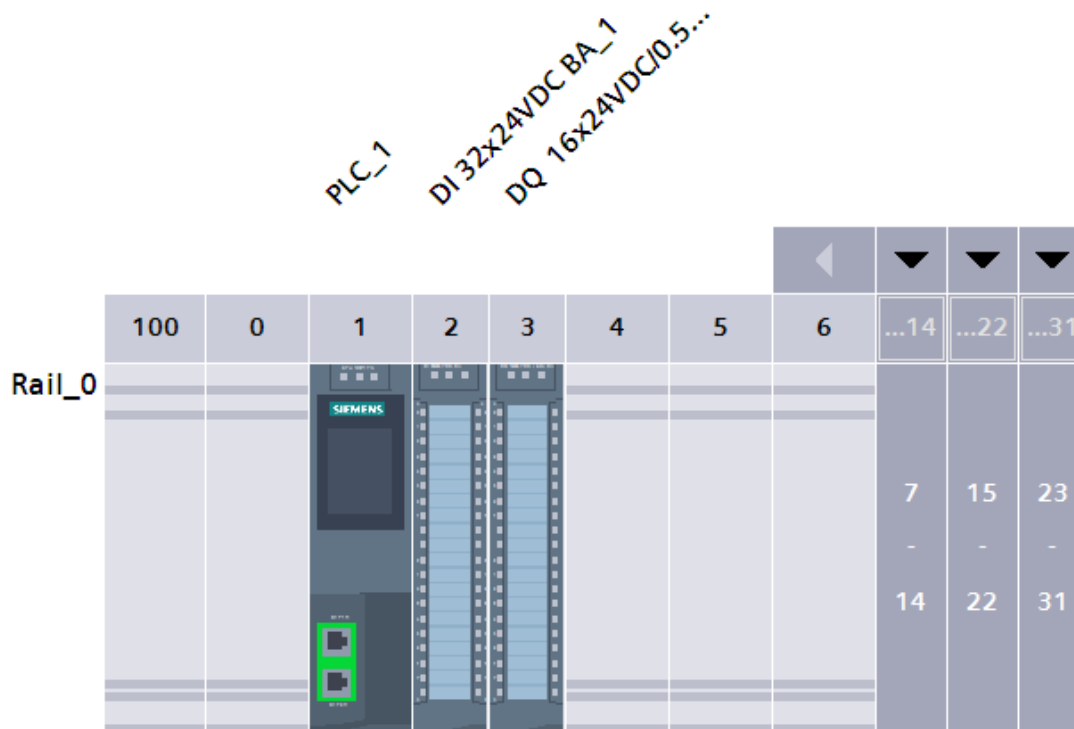 PLC_1
DI 32x24VDC BA_1
DQ 16x24VDC/0.5...
100 0 1 2 3 4 5 6 ...14 ...22 ...31
Rail_0
SIEMENS
7 15 23
- - -
14 22 31